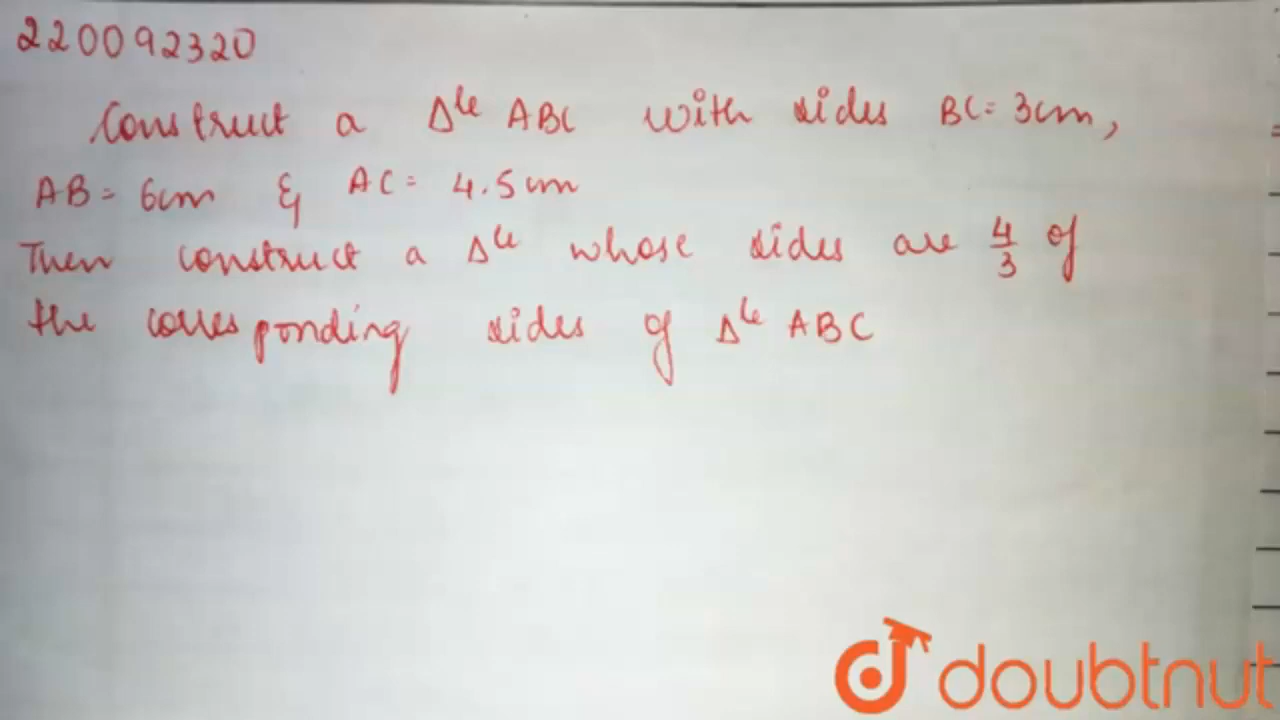 220092320
Construct a Δle ABC with sides BC= 3cm,
AB= 6cm & AC= 4.5cm
Then construct a Δle whose sides are 4/3 of
the corresponding sides of Δle ABC
doubtnut